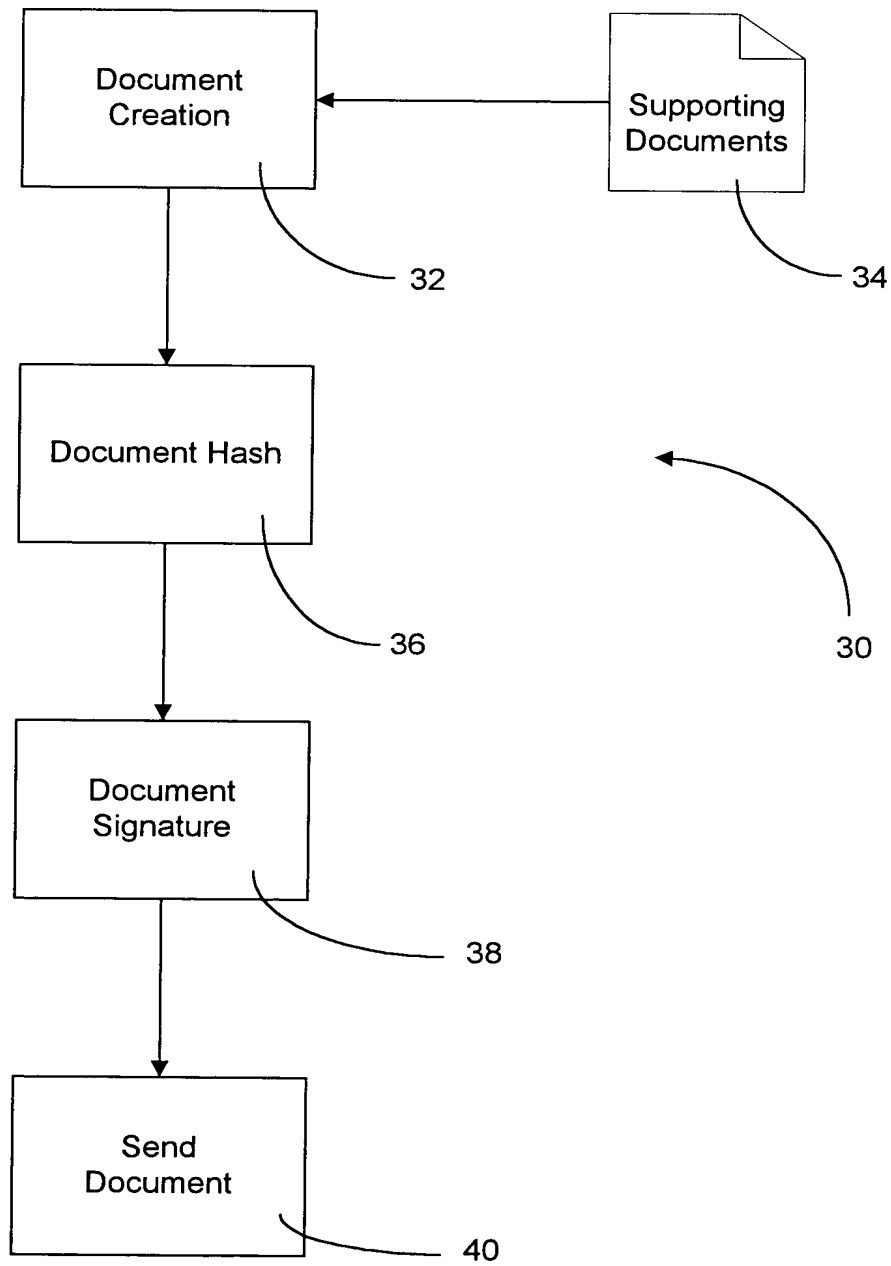 Document
Creation
Supporting
Documents
32
34
Document Hash
36
30
Document
Signature
38
Send
Document
40